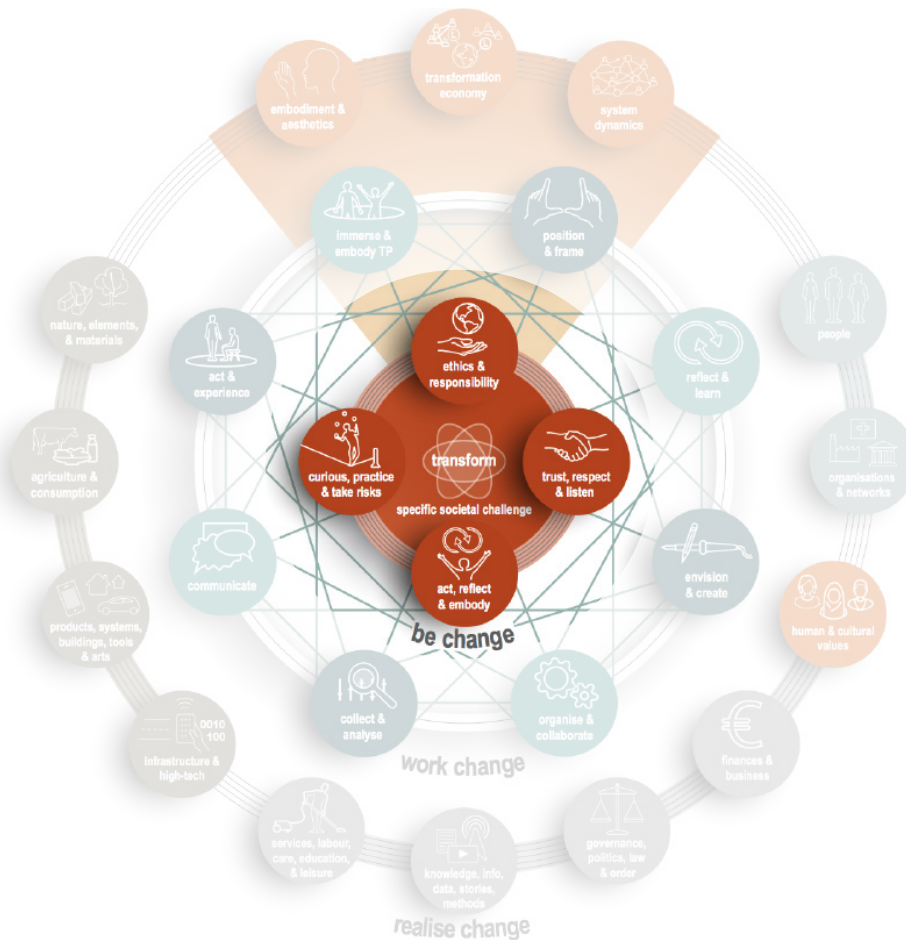 transformation
economy
embodiment &
aesthetics
system
dynamics
immerse &
embody TP
position
& frame
nature, elements,
& materials
people
act &
experience
ethics &
responsibility
reflect &
learn
agriculture &
consumption
curious, practice
& take risks
transform
trust, respect
& listen
organisations
& networks
specific societal challenge
communicate
act, reflect
& embody
envision
& create
products, systems,
buildings, tools
& arts
be change
human & cultural
values
collect &
analyse
organise &
collaborate
0010
100
infrastructure &
high-tech
work change
finances &
business
services, labour,
care, education,
& leisure
knowledge, info,
data, stories,
methods
governance,
politics, law
& order
realise change